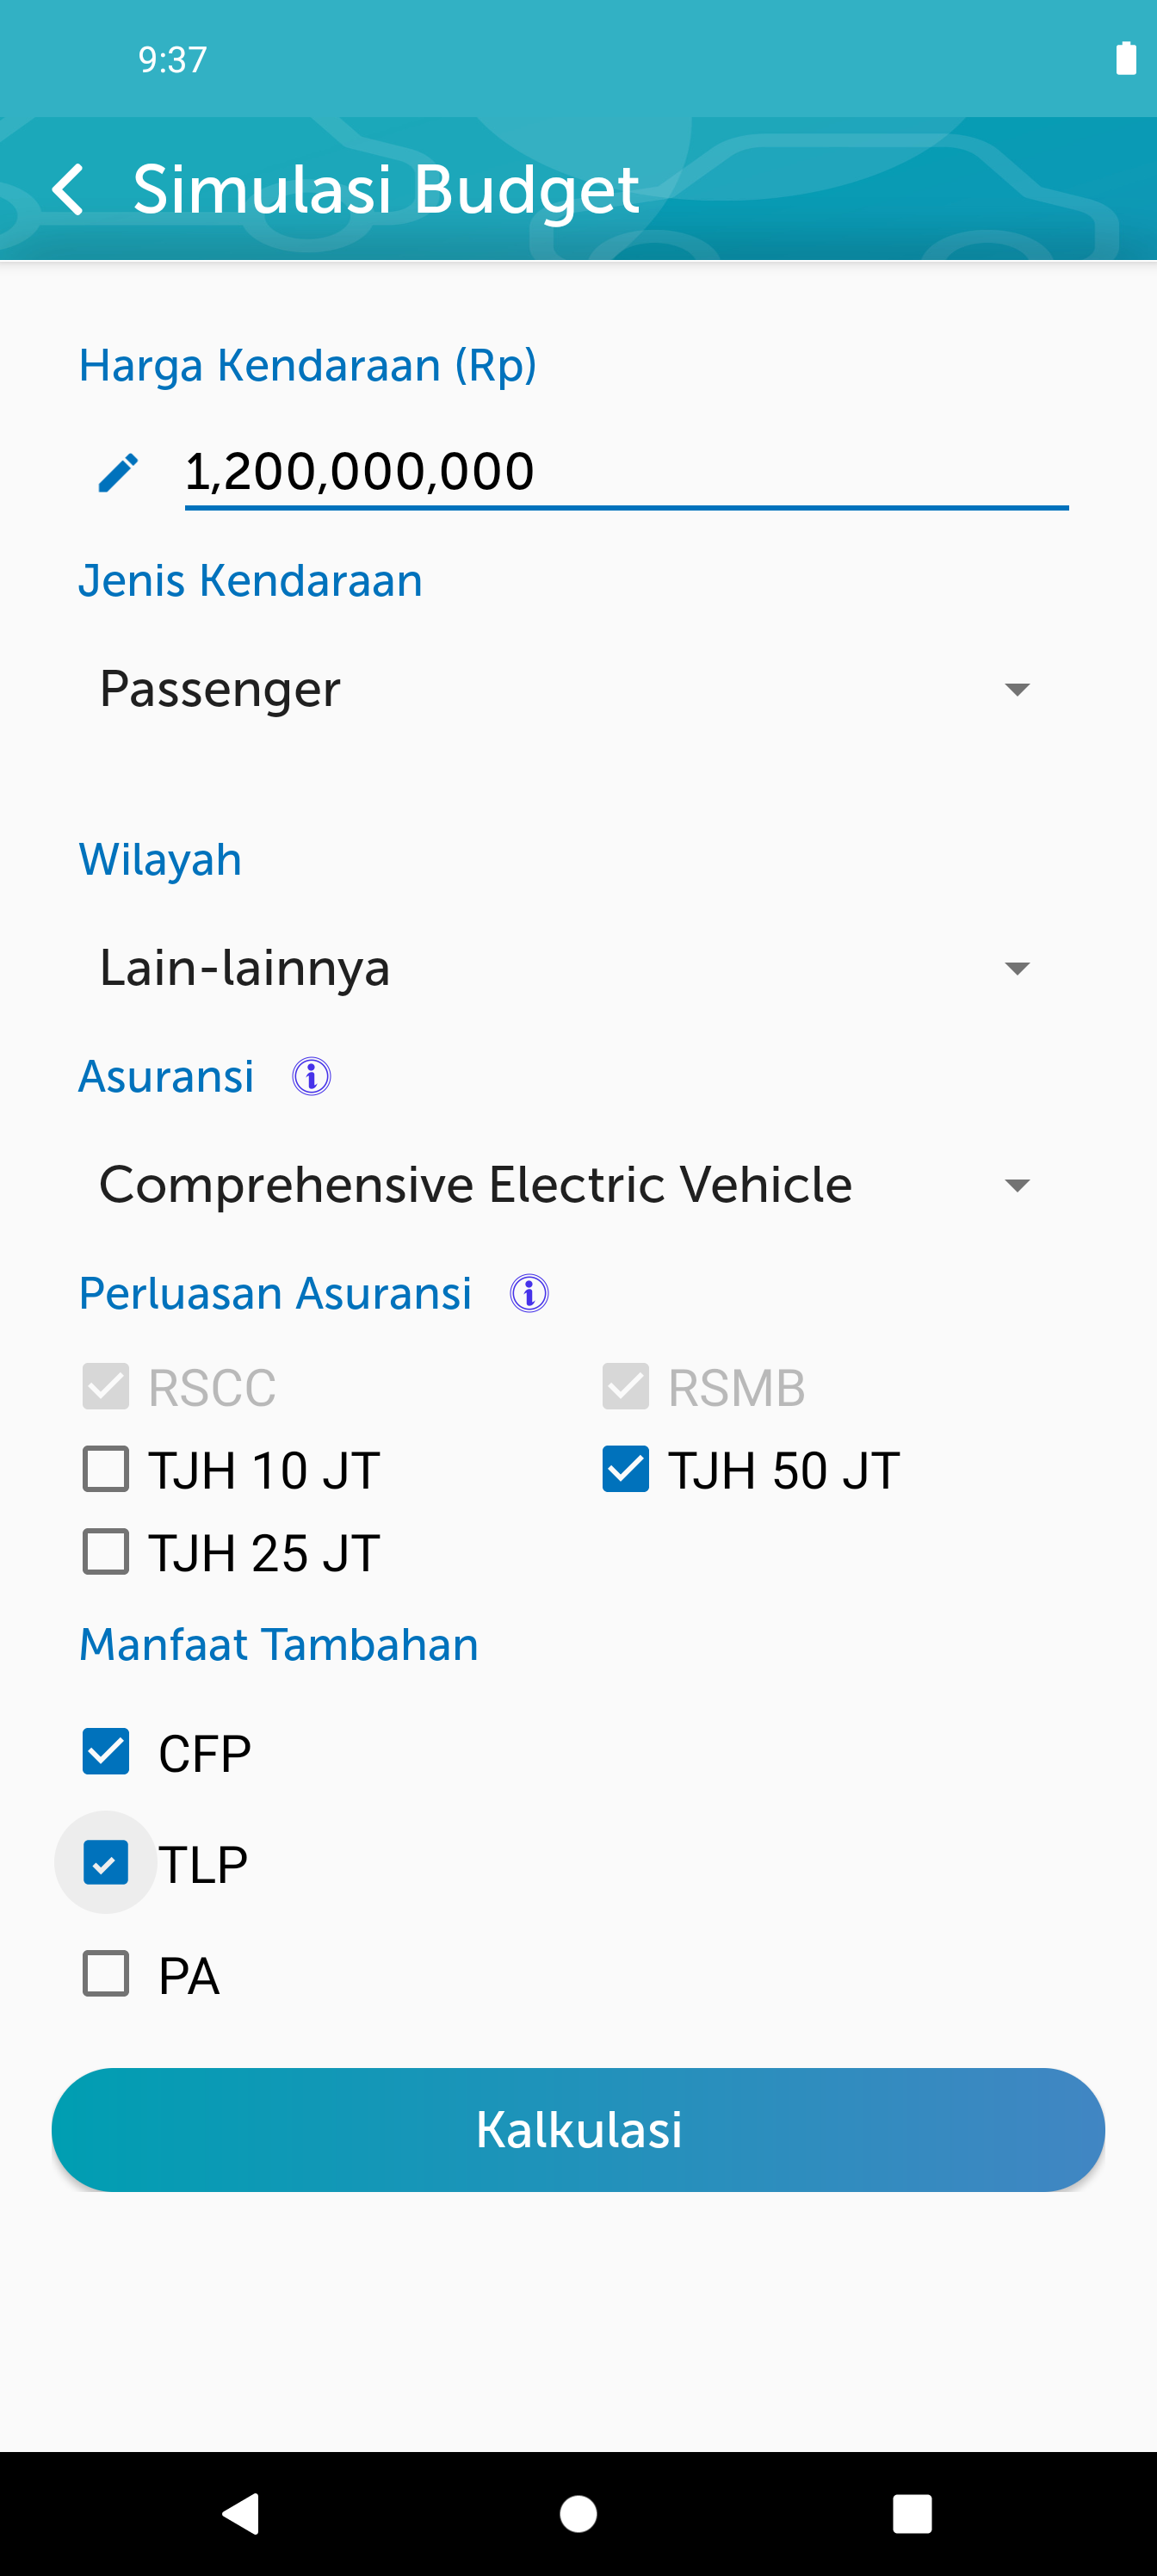 9:37
Simulasi Budget
Harga Kendaraan (Rp)
1,200,000,000
Jenis Kendaraan
Passenger
Wilayah
Lain-lainnya
Asuransi
Comprehensive Electric Vehicle
Perluasan Asuransi
RSCC RSMB
TJH 10 JT TJH 50 JT
TJH 25 JT
Manfaat Tambahan
CFP
TLP
PA
Kalkulasi